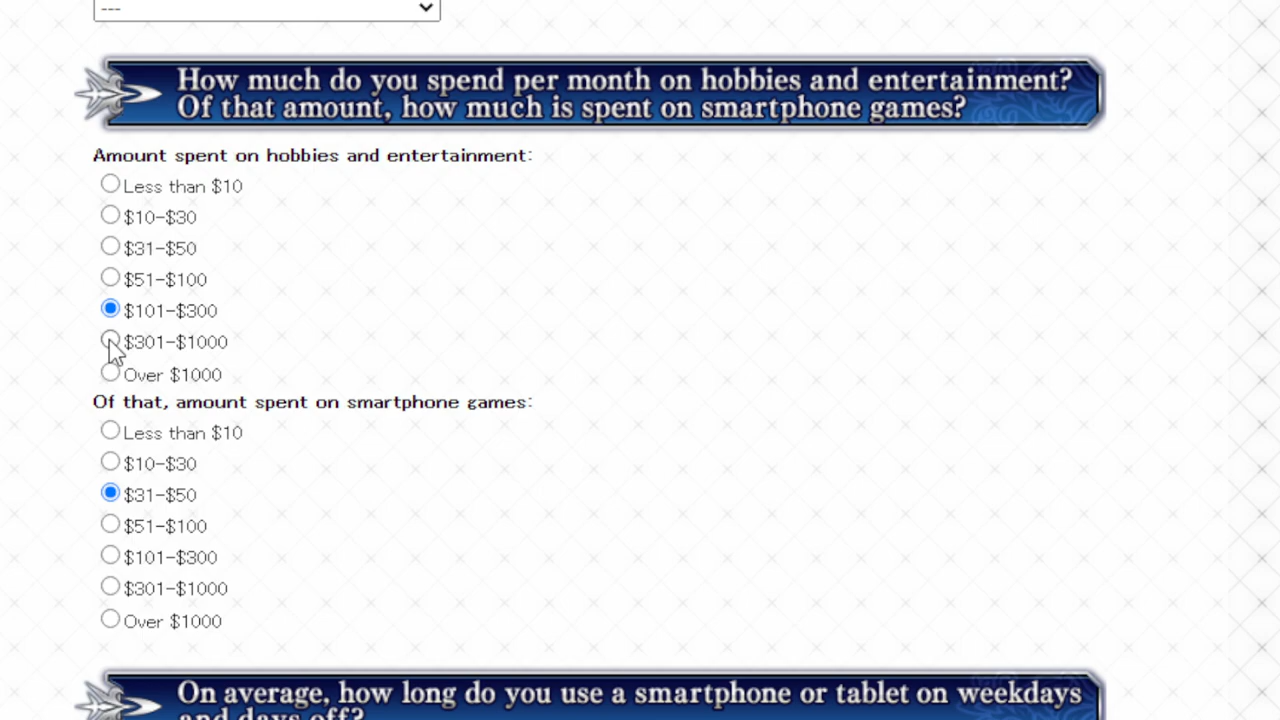 ---
How much do you spend per month on hobbies and entertainment?
Of that amount, how much is spent on smartphone games?
Amount spent on hobbies and entertainment:
Less than $10
$10-$30
$31-$50
$51-$100
$101-$300
$301-$1000
Over $1000
Of that, amount spent on smartphone games:
Less than $10
$10-$30
$31-$50
$51-$100
$101-$300
$301-$1000
Over $1000
On average, how long do you use a smartphone or tablet on weekdays
and days off?